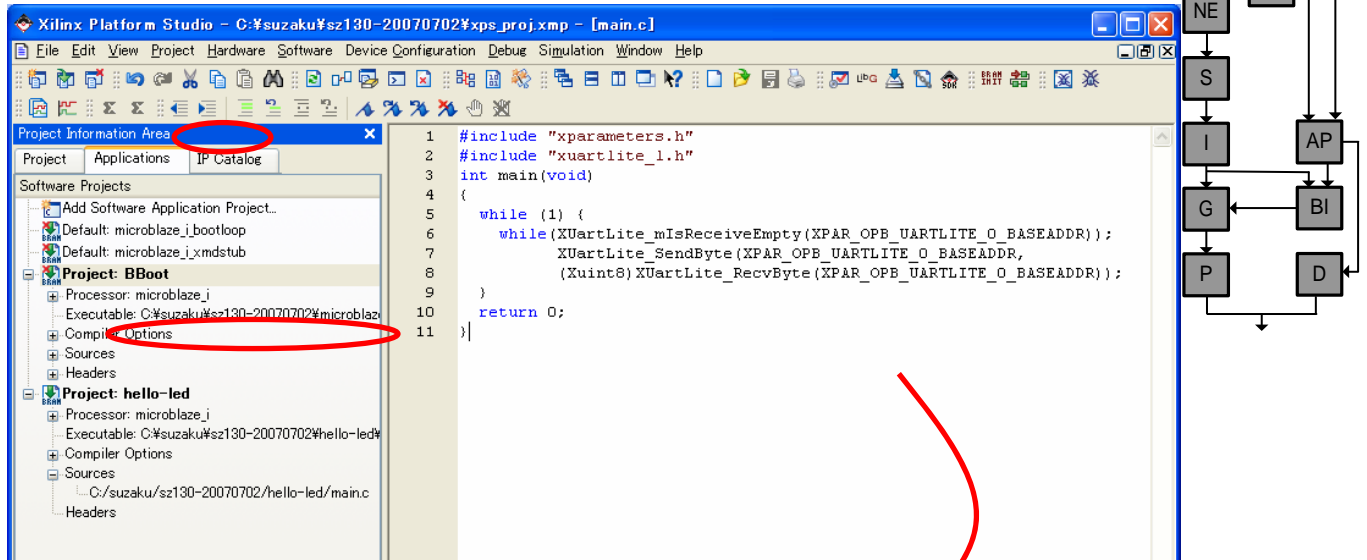 Xilinx Platform Studio - C:¥suzaku¥sz130-20070702¥xps_proj.xmp - [main.c]
File Edit View Project Hardware Software Device Configuration Debug Simulation Window Help
Project Information Area
Project Applications IP Catalog
Software Projects
Add Software Application Project...
Default: microblaze_i_bootloop
Default: microblaze_i_xmdstub
Project: BBoot
Processor: microblaze_i
Executable: C:¥suzaku¥sz130-20070702¥microblaz
Compiler Options
Sources
Headers
Project: hello-led
Processor: microblaze_i
Executable: C:¥suzaku¥sz130-20070702¥hello-led¥
Compiler Options
Sources
C:/suzaku/sz130-20070702/hello-led/main.c
Headers
1 #include "xparameters.h"
2 #include "xuartlite_l.h"
3 int main(void)
4 {
5 while (1) {
6 while(XUartLite_mIsReceiveEmpty(XPAR_OPB_UARTLITE_0_BASEADDR));
7 XUartLite_SendByte(XPAR_OPB_UARTLITE_0_BASEADDR,
8 (Xuint8)XUartLite_RecvByte(XPAR_OPB_UARTLITE_0_BASEADDR));
9 }
10 return 0;
11 }
NE
S
I
AP
G
BI
P
D